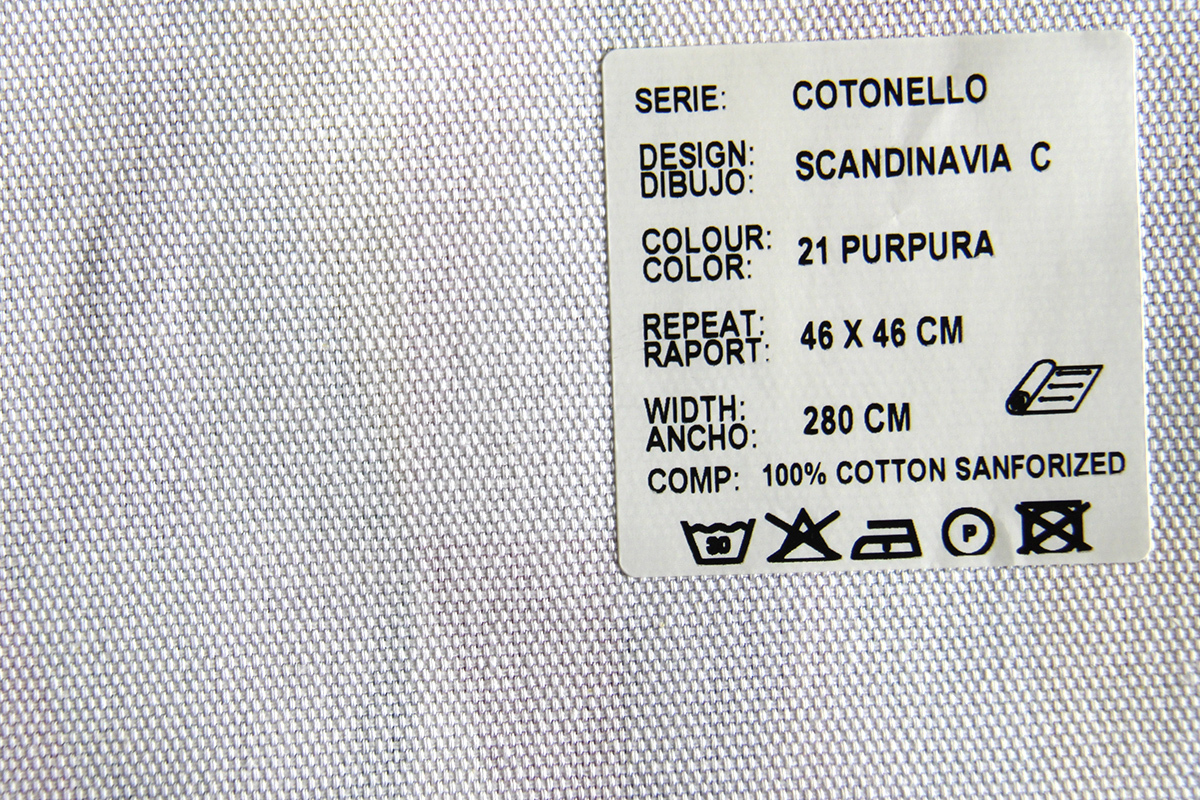 SERIE: COTONELLO
DESIGN:
DIBUJO: SCANDINAVIA C
COLOUR:
COLOR: 21 PURPURA
REPEAT:
RAPORT: 46 X 46 CM
WIDTH:
ANCHO: 280 CM
COMP: 100% COTTON SANFORIZED
30 P